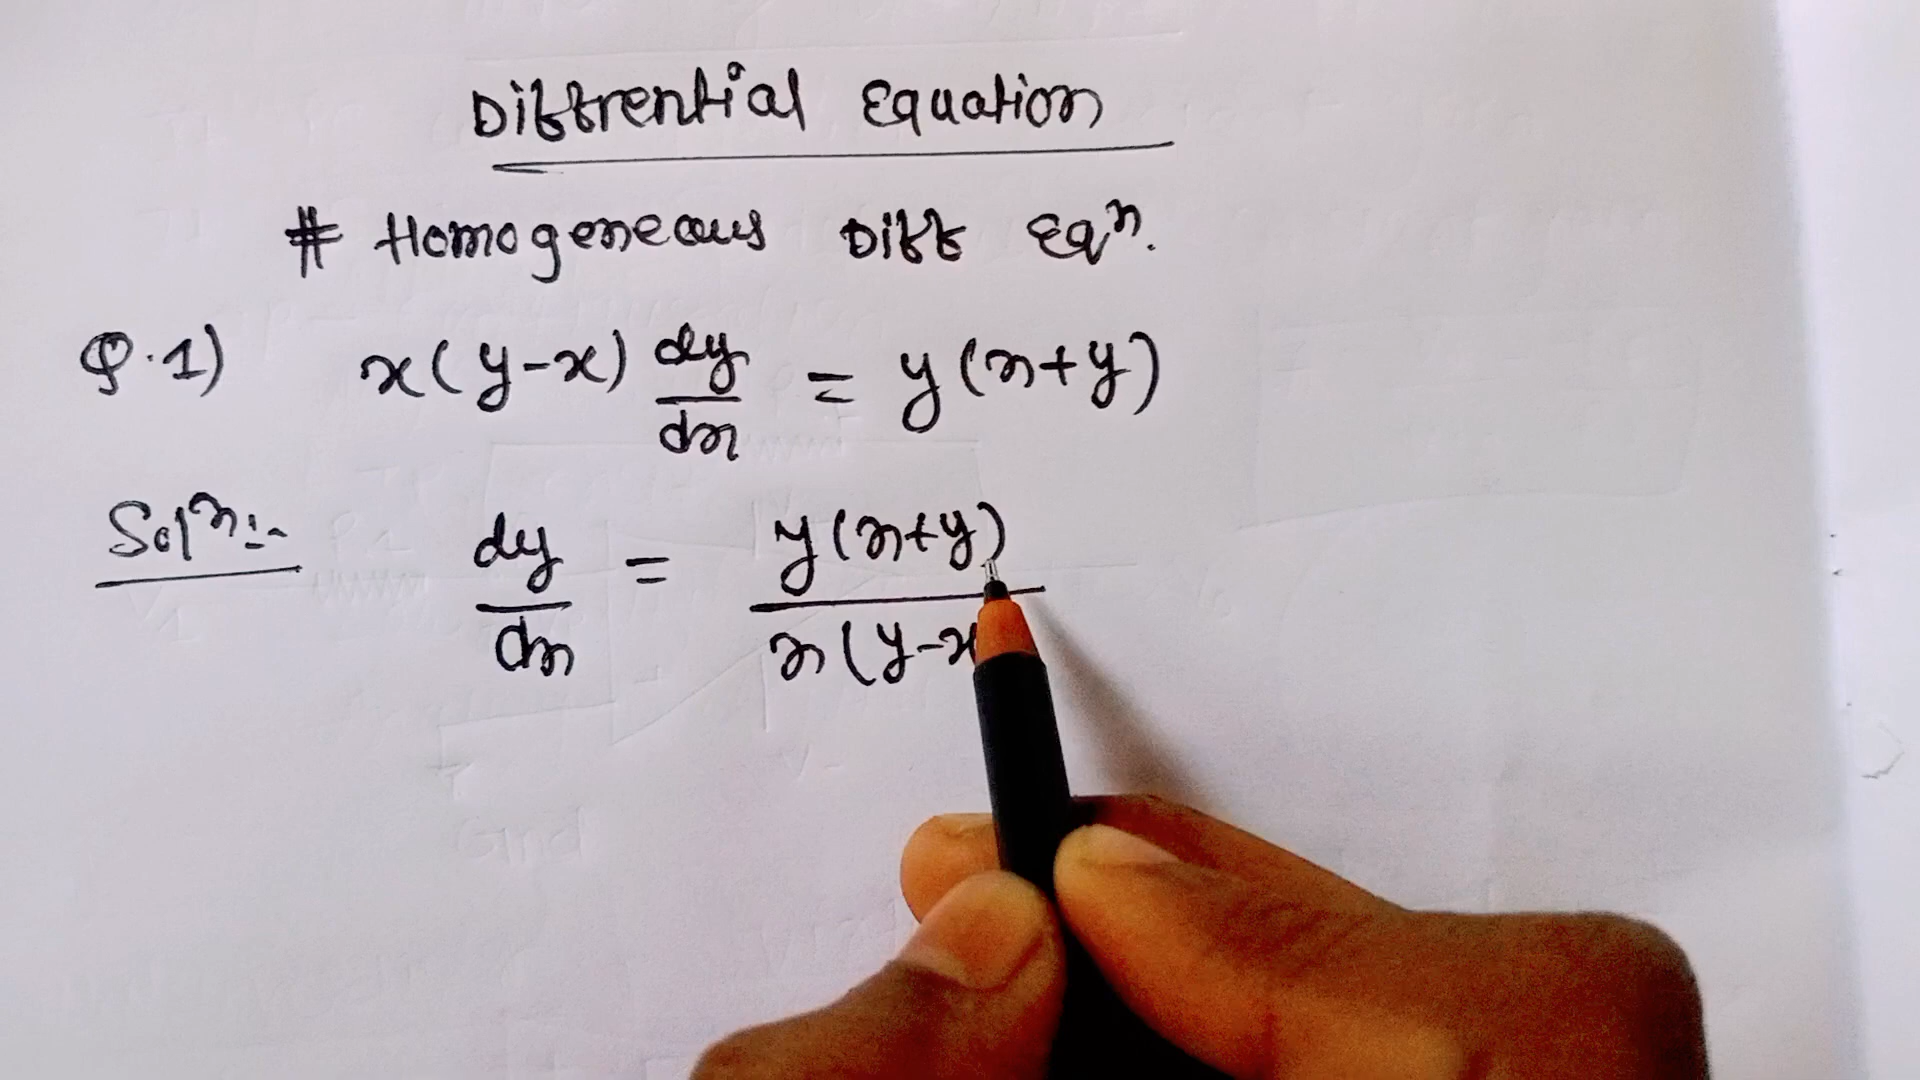 Diffrential Equation
# Homogeneous Diff Eqⁿ.
Q.1) x(y-x) dy/dx = y(x+y)
Solⁿ:- dy/dx = y(x+y)/x(y-x